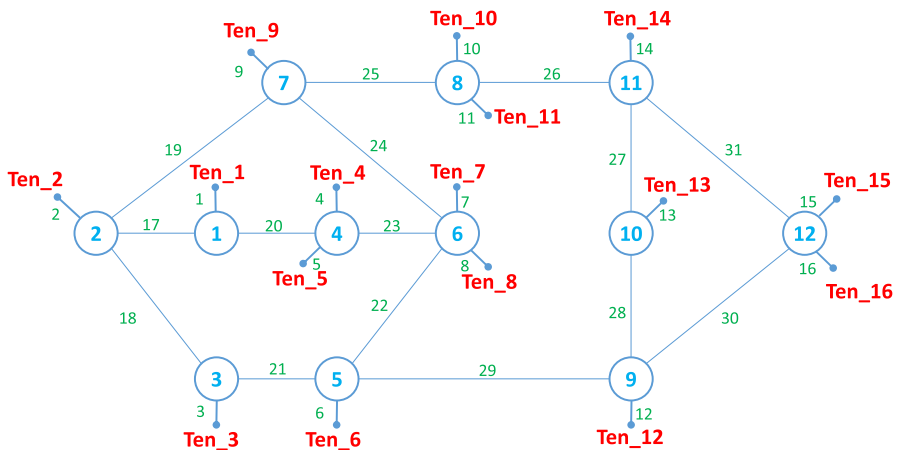 Ten_14
Ten_10
Ten_9
10
14
9
7
25
8
26
11
11
Ten_11
24
19
27
31
Ten_1
Ten_4
Ten_7
Ten_2
Ten_13
Ten_15
1
4
7
15
2
13
17
20
23
2
1
4
6
10
12
5
8
16
Ten_5
Ten_8
Ten_16
22
28
18
30
21
29
3
5
9
3
6
12
Ten_3
Ten_6
Ten_12